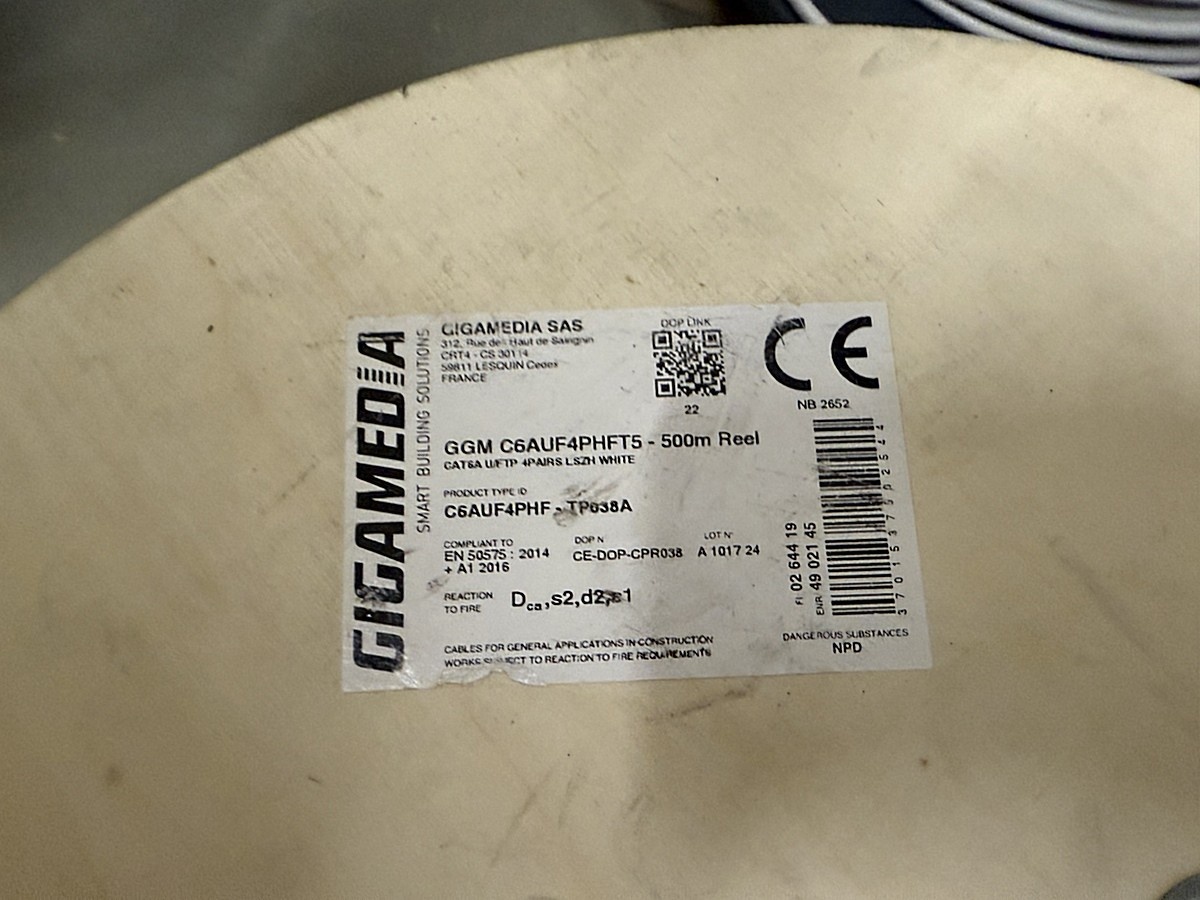 GIGAMEDIA
SMART BUILDING SOLUTIONS
GIGAMEDIA SAS
312, Rue des Haut de Sainghin
CRT4 - CS 30114
59811 LESQUIN Cedex
FRANCE
DOP LINK
22
CE
NB 2652
GGM C6AUF4PHFT5 - 500m Reel
CAT6A U/FTP 4PAIRS LSZH WHITE
PRODUCT TYPE ID
C6AUF4PHF - TP038A
COMPLIANT TO
EN 50575 : 2014
+ A1 2016
DOP N
CE-DOP-CPR038
LOT N°
A 1017 24
REACTION
TO FIRE
Dca,s2,d2,a1
CABLES FOR GENERAL APPLICATIONS IN CONSTRUCTION
WORKS SUBJECT TO REACTION TO FIRE REQUIREMENTS
FI 02 644 19
ENR 49 021 45
DANGEROUS SUBSTANCES
NPD